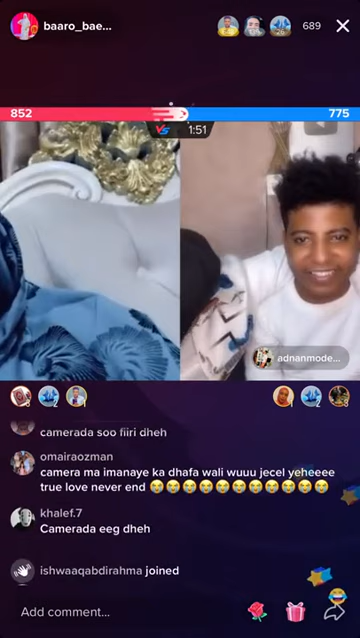 baaro_bae...
689
852
VS
1:51
775
adnanmode...
camerada soo fiiri dheh
omairaozman
camera ma imanaye ka dhafa wali wuuu jecel yeheeee
true love never end 😭😭😭😭😭😭😭😭😭😭😭😭
khalef.7
Camerada eeg dheh
ishwaaqabdirahma joined
Add comment...